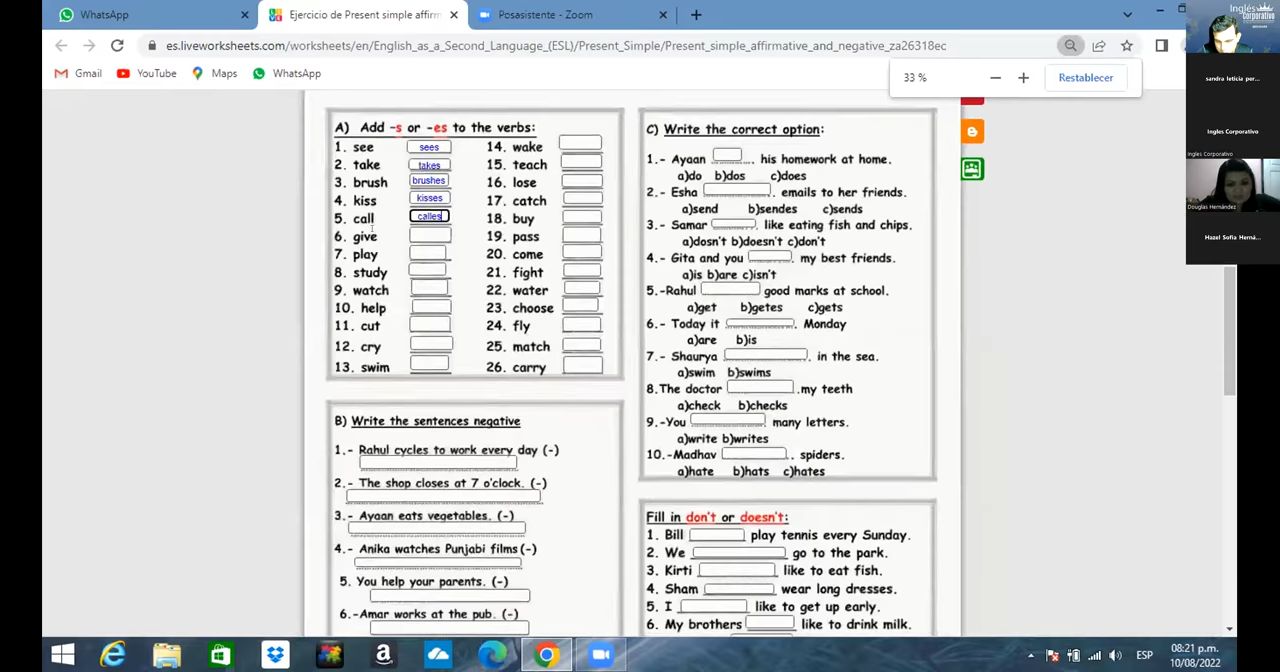 WhatsApp
Ejercicio de Present simple affirm
Posasistente - Zoom
es.liveworksheets.com/worksheets/en/English_as_a_Second_Language_(ESL)/Present_Simple/Present_simple_affirmative_and_negative_za26318ec
Gmail
YouTube
Maps
WhatsApp
33 %
Restablecer
Inglés
Corporativo
sandra leticia per...
Ingles Corporativo
Ingles Corporativo
Douglas Hernández
Hazel Sofia Herná...
A) Add -s or -es to the verbs:
1. see sees
2. take takes
3. brush brushes
4. kiss kisses
5. call calles
6. give
7. play
8. study
9. watch
10. help
11. cut
12. cry
13. swim
14. wake
15. teach
16. lose
17. catch
18. buy
19. pass
20. come
21. fight
22. water
23. choose
24. fly
25. match
26. carry
B) Write the sentences negative
1.- Rahul cycles to work every day (-)
2.- The shop closes at 7 o'clock. (-)
3.- Ayaan eats vegetables. (-)
4.- Anika watches Punjabi films (-)
5. You help your parents. (-)
6.-Amar works at the pub. (-)
C) Write the correct option:
1.- Ayaan his homework at home.
a)do b)dos c)does
2.- Esha . emails to her friends.
a)send b)sendes c)sends
3.- Samar like eating fish and chips.
a)dosn't b)doesn't c)don't
4.- Gita and you my best friends.
a)is b)are c)isn't
5.-Rahul good marks at school.
a)get b)getes c)gets
6.- Today it . Monday
a)are b)is
7.- Shaurya . in the sea.
a)swim b)swims
8.The doctor .my teeth
a)check b)checks
9.-You many letters.
a)write b)writes
10.-Madhav .. spiders.
a)hate b)hats c)hates
Fill in don't or doesn't:
1. Bill play tennis every Sunday.
2. We go to the park.
3. Kirti like to eat fish.
4. Sham wear long dresses.
5. I like to get up early.
6. My brothers like to drink milk.
ESP
08:21 p.m.
10/08/2022